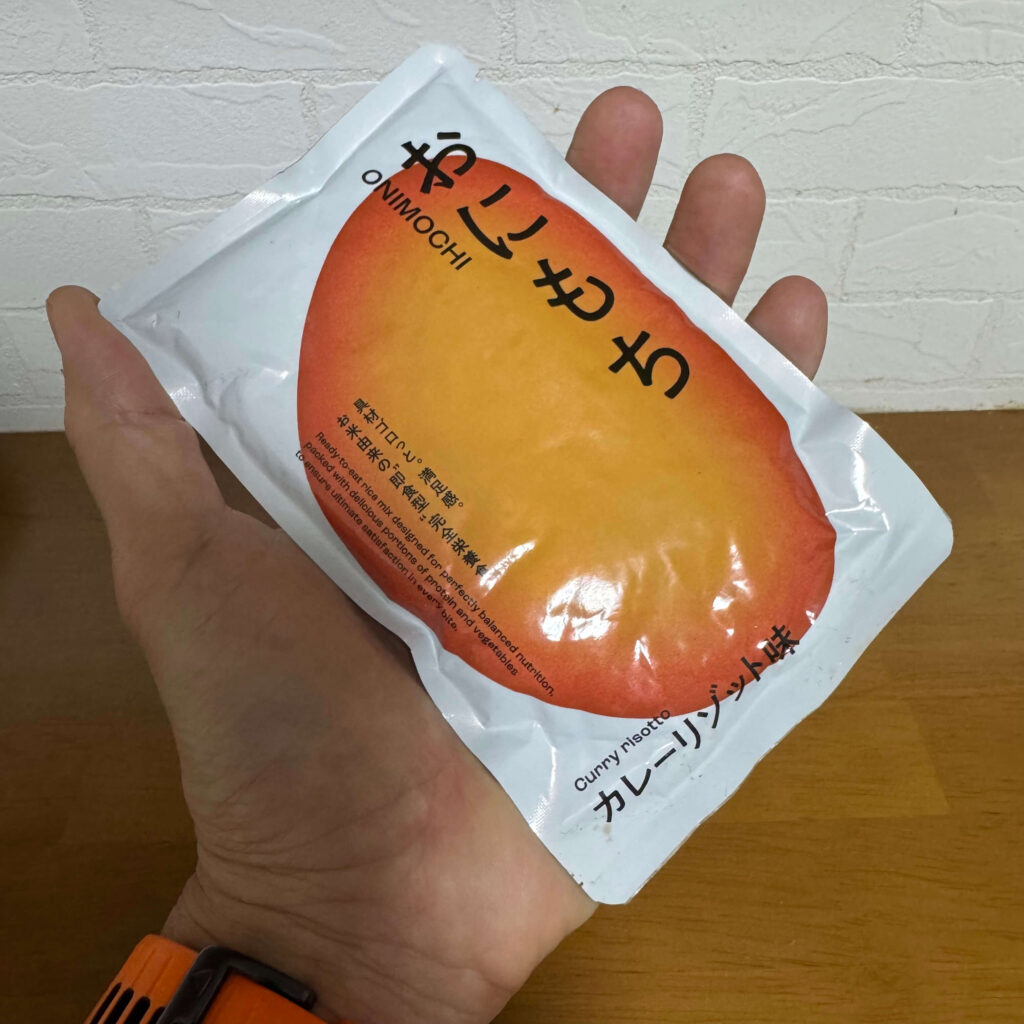 おにもち
ONIMOCHI
具材ゴロっと。満足感。
お米由来の"即食型"完全栄養食
Ready-to-eat rice mix designed for perfectly balanced nutrition,
packed with delicious portions of protein and vegetables
to ensure ultimate satisfaction in every bite.
Curry risotto
カレーリゾット味